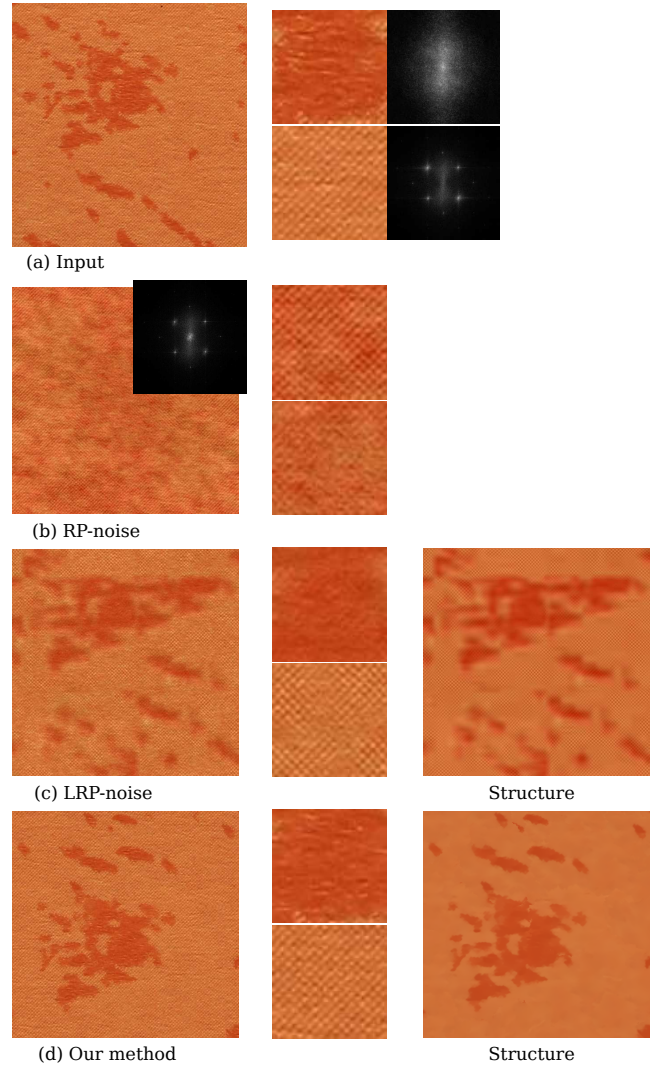 (a) Input
(b) RP-noise
(c) LRP-noise
Structure
(d) Our method
Structure